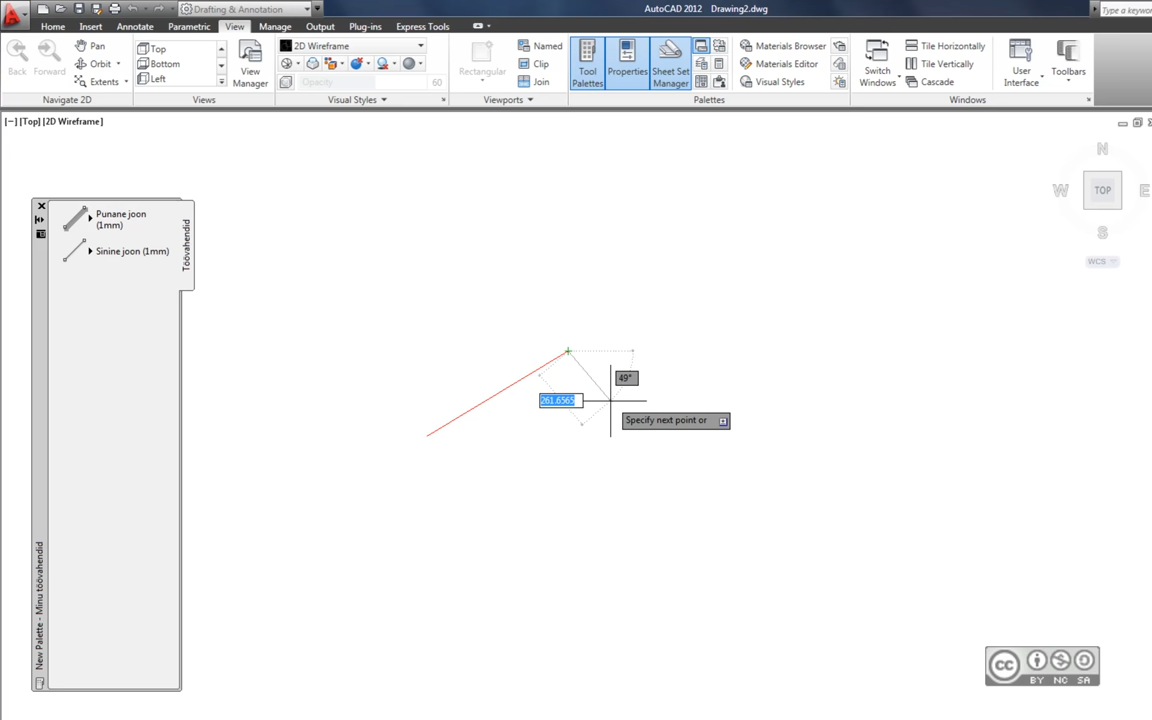 Drafting & Annotation
AutoCAD 2012 Drawing2.dwg
Type a keyword
Home Insert Annotate Parametric View Manage Output Plug-ins Express Tools
Back
Forward
Pan
Orbit
Extents
Navigate 2D
Top
Bottom
Left
View
Manager
Views
2D Wireframe
Opacity 60
Visual Styles
Rectangular
Named
Clip
Join
Viewports
Tool
Palettes
Properties
Sheet Set
Manager
Materials Browser
Materials Editor
Visual Styles
Palettes
Switch
Windows
Tile Horizontally
Tile Vertically
Cascade
Windows
User
Interface
Toolbars
[−] [Top] [2D Wireframe]
N
W TOP E
S
WCS
Punane joon
(1mm)
Sinine joon (1mm)
Töövahendid
New Palette - Minu töövahendid
49°
261.6565
Specify next point or
cc
BY NC SA